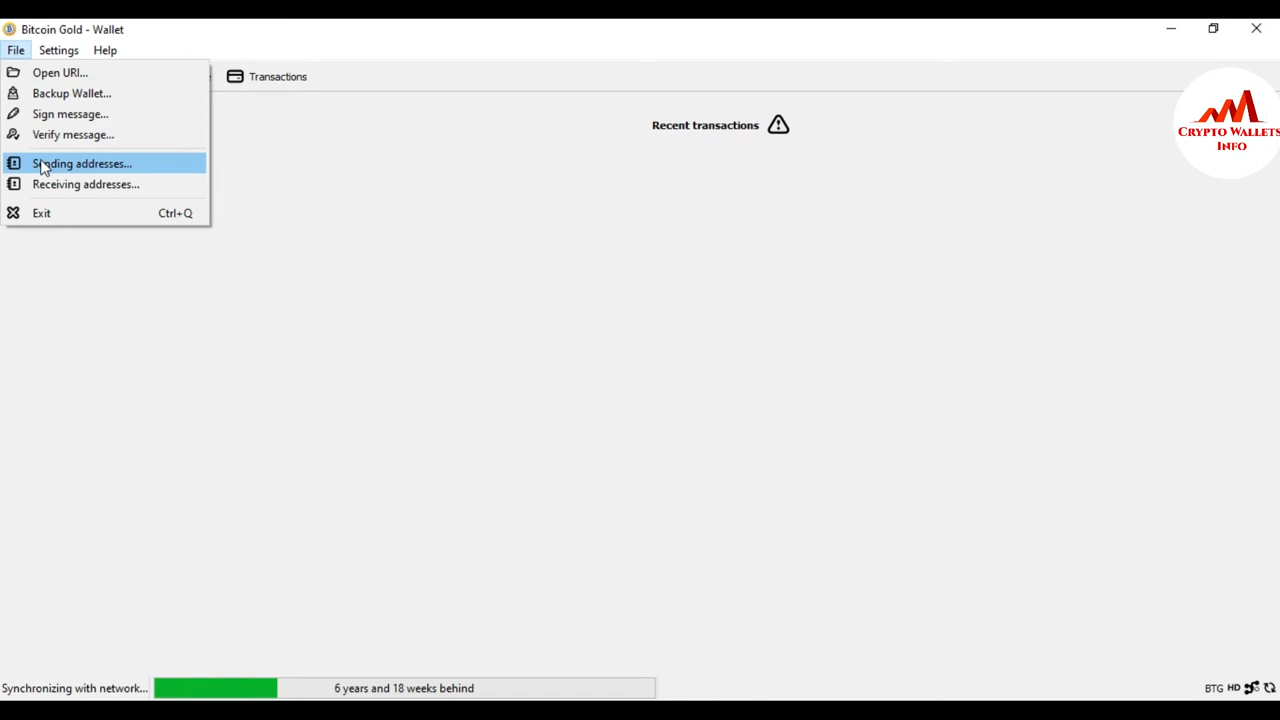 Bitcoin Gold - Wallet
File Settings Help
Open URI...
Backup Wallet...
Sign message...
Verify message...
Sending addresses...
Receiving addresses...
Exit Ctrl+Q
Transactions
Recent transactions
CRYPTO WALLETS
INFO
Synchronizing with network... 6 years and 18 weeks behind BTG HD